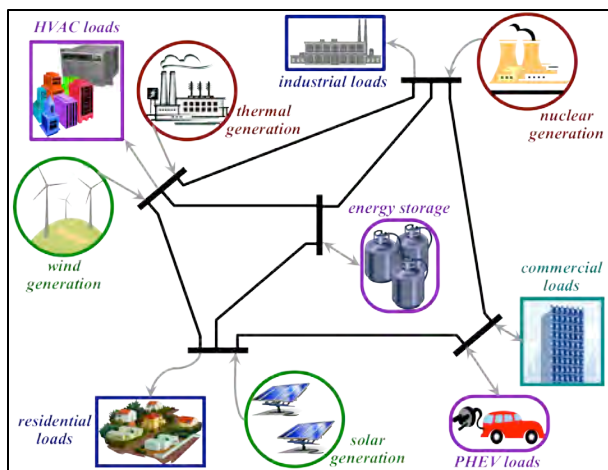 HVAC loads
thermal
generation
industrial loads
nuclear
generation
wind
generation
energy storage
commercial
loads
residential
loads
solar
generation
PHEV loads